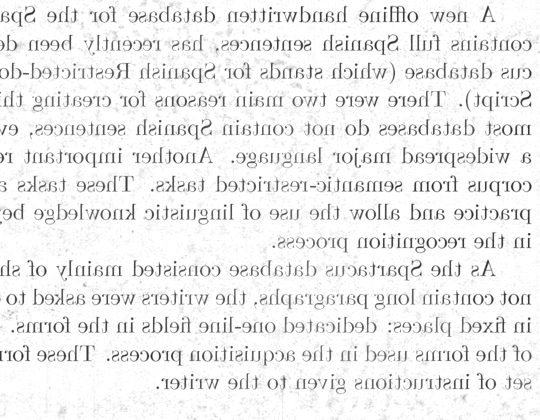 A new offline handwritten database for the Spa
contains full Spanish sentences, has recently been de
cus database (which stands for Spanish Restricted-do
Script). There were two main reasons for creating thi
most databases do not contain Spanish sentences, ev
a widespread major language. Another important re
corpus from semantic-restricted tasks. These tasks a
practice and allow the use of linguistic knowledge be
in the recognition process.
As the Spartacus database consisted mainly of sh
not contain long paragraphs, the writers were asked to c
in fixed places: dedicated one-line fields in the forms.
of the forms used in the acquisition process. These for
set of instructions given to the writer.